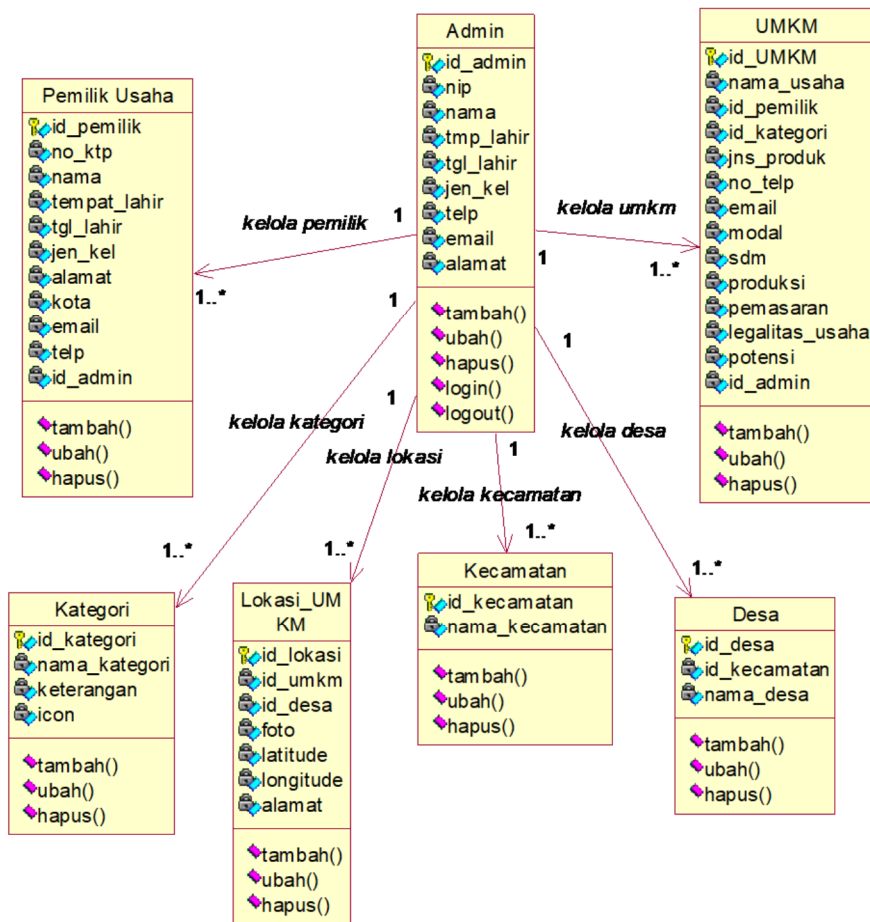 Pemilik Usaha
id_pemilik
no_ktp
nama
tempat_lahir
tgl_lahir
jen_kel
alamat
kota
email
telp
id_admin
tambah()
ubah()
hapus()
Admin
id_admin
nip
nama
tmp_lahir
tgl_lahir
jen_kel
telp
email
alamat
tambah()
ubah()
hapus()
login()
logout()
UMKM
id_UMKM
nama_usaha
id_pemilik
id_kategori
jns_produk
no_telp
email
modal
sdm
produksi
pemasaran
legalitas_usaha
potensi
id_admin
tambah()
ubah()
hapus()
kelola pemilik
1
1..*
kelola umkm
1
1..*
1
kelola kategori
1..*
1
kelola lokasi
1..*
1
kelola kecamatan
1..*
1
kelola desa
1..*
Kategori
id_kategori
nama_kategori
keterangan
icon
tambah()
ubah()
hapus()
Lokasi_UM
KM
id_lokasi
id_umkm
id_desa
foto
latitude
longitude
alamat
tambah()
ubah()
hapus()
Kecamatan
id_kecamatan
nama_kecamatan
tambah()
ubah()
hapus()
Desa
id_desa
id_kecamatan
nama_desa
tambah()
ubah()
hapus()